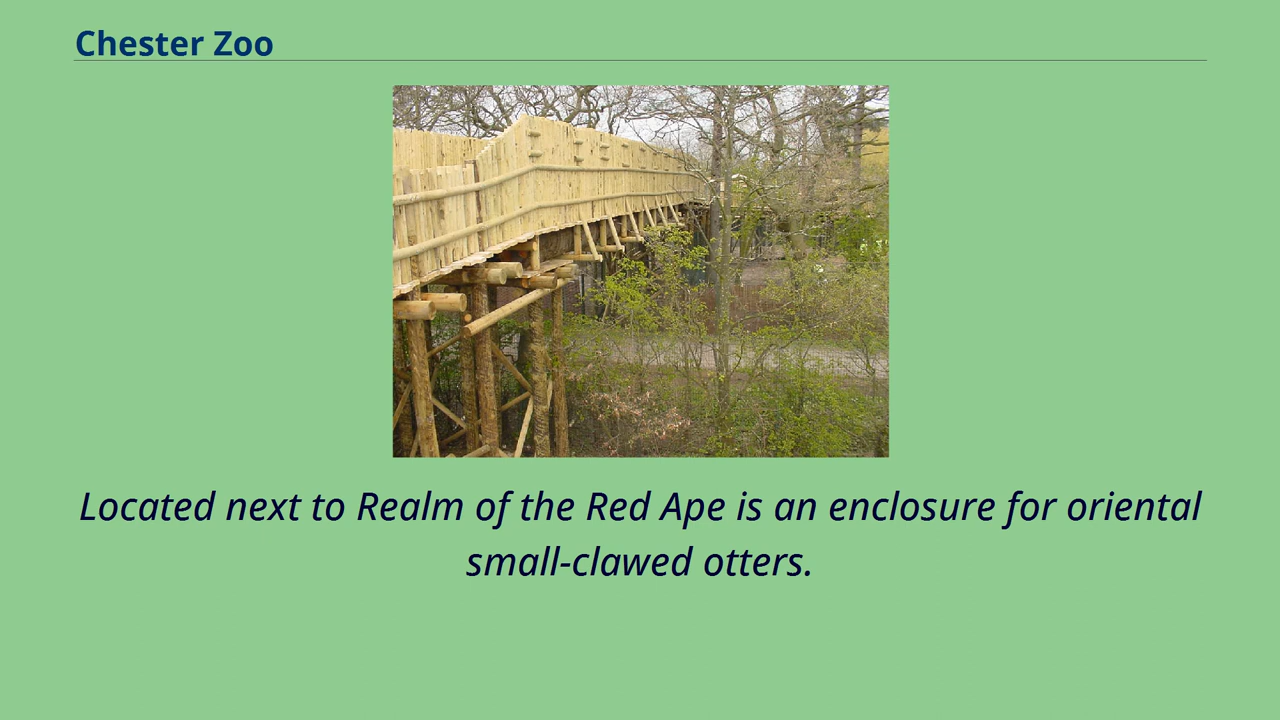 Chester Zoo
Located next to Realm of the Red Ape is an enclosure for oriental
small-clawed otters.